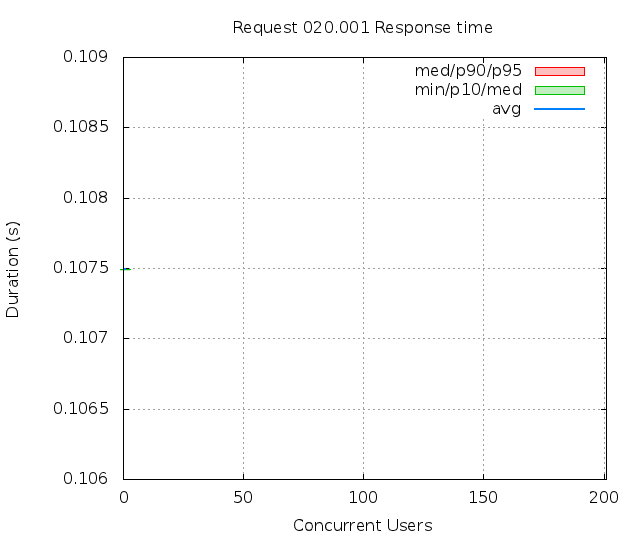 Request 020.001 Response time
med/p90/p95
min/p10/med
avg
0.109
0.1085
0.108
0.1075
0.107
0.1065
0.106
Duration (s)
0 50 100 150 200
Concurrent Users